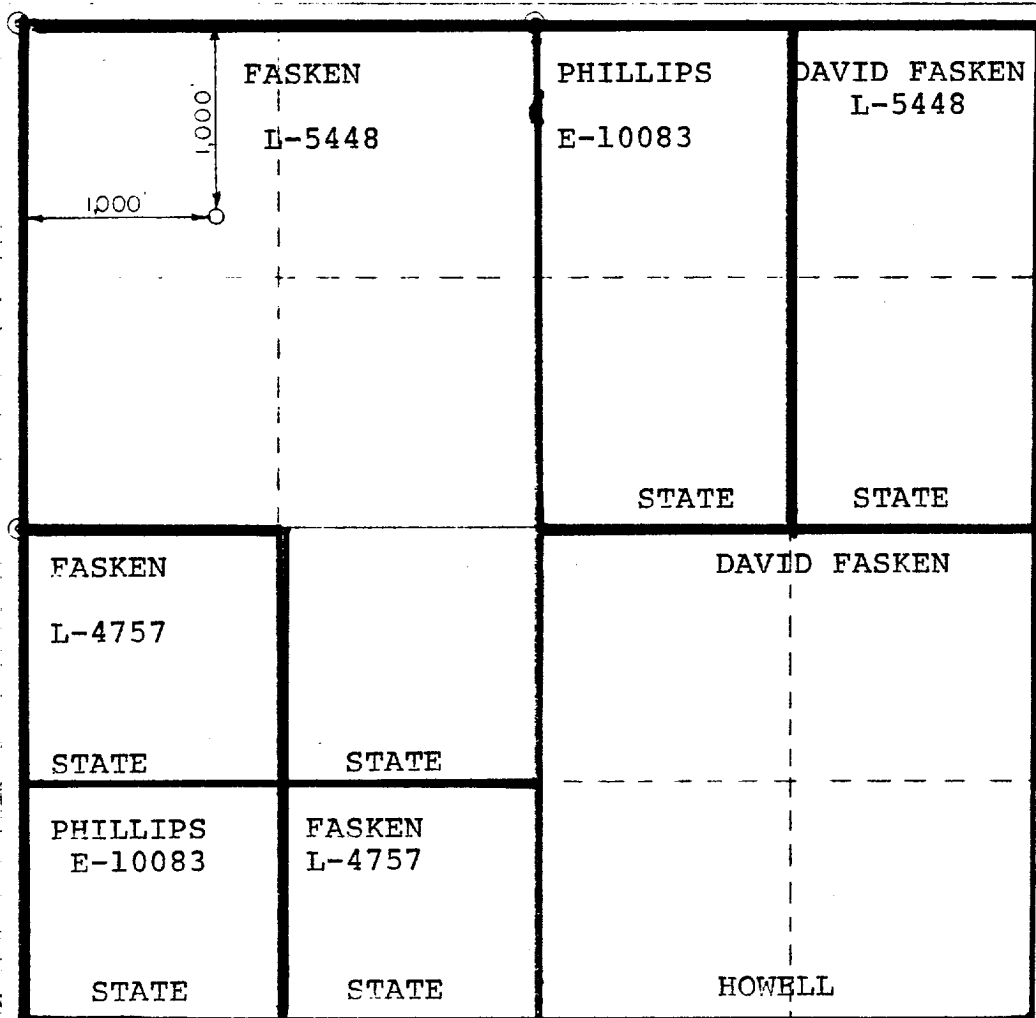 FASKEN
L-5448
1,000'
1,000'
PHILLIPS
E-10083
STATE
DAVID FASKEN
L-5448
STATE
FASKEN
L-4757
STATE
STATE
DAVID FASKEN
HOWELL
PHILLIPS
E-10083
STATE
FASKEN
L-4757
STATE